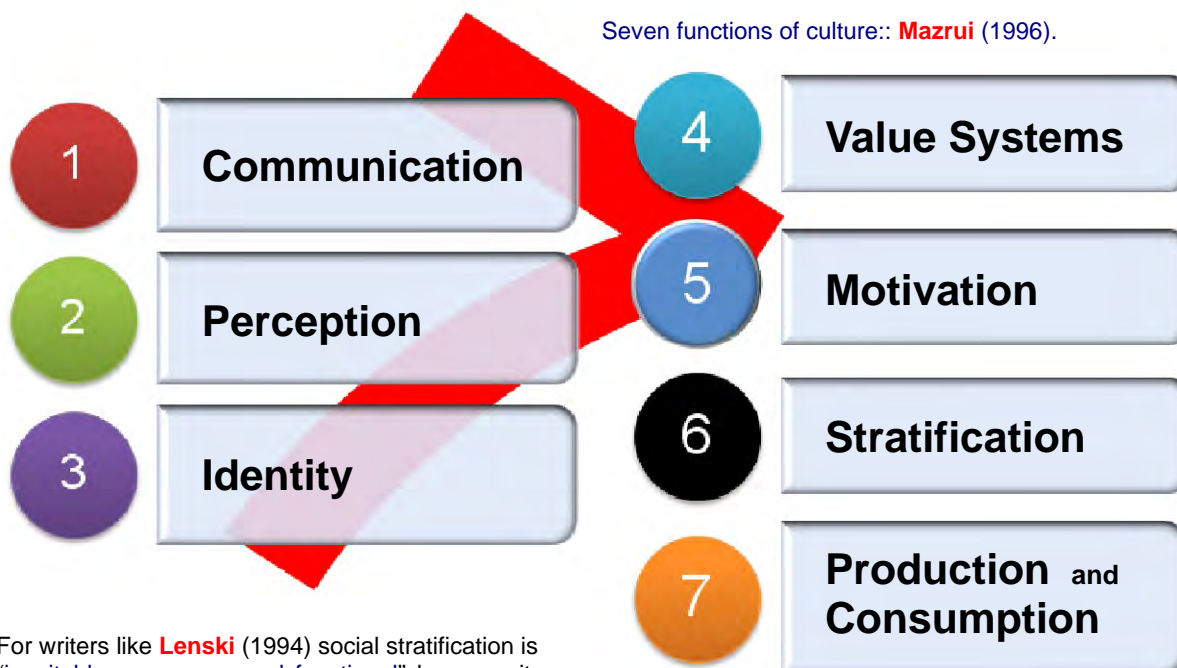 Seven functions of culture:: Mazrui (1996).
1
Communication
2
Perception
3
Identity
4
Value Systems
5
Motivation
6
Stratification
7
Production and
Consumption
For writers like Lenski (1994) social stratification is